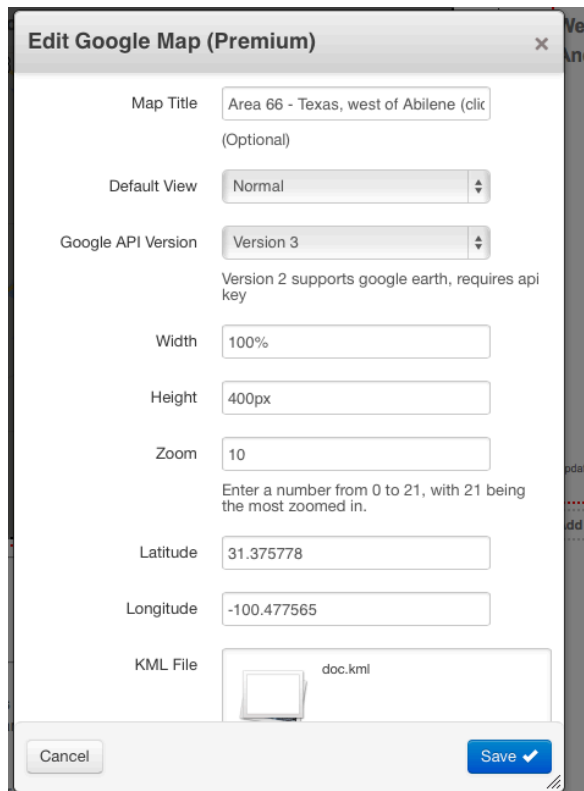 Edit Google Map (Premium)
×
Map Title
Area 66 - Texas, west of Abilene (clic
(Optional)
Default View
Normal
Google API Version
Version 3
Version 2 supports google earth, requires api
key
Width
100%
Height
400px
Zoom
10
Enter a number from 0 to 21, with 21 being
the most zoomed in.
Latitude
31.375778
Longitude
-100.477565
KML File
doc.kml
Cancel
Save ✔